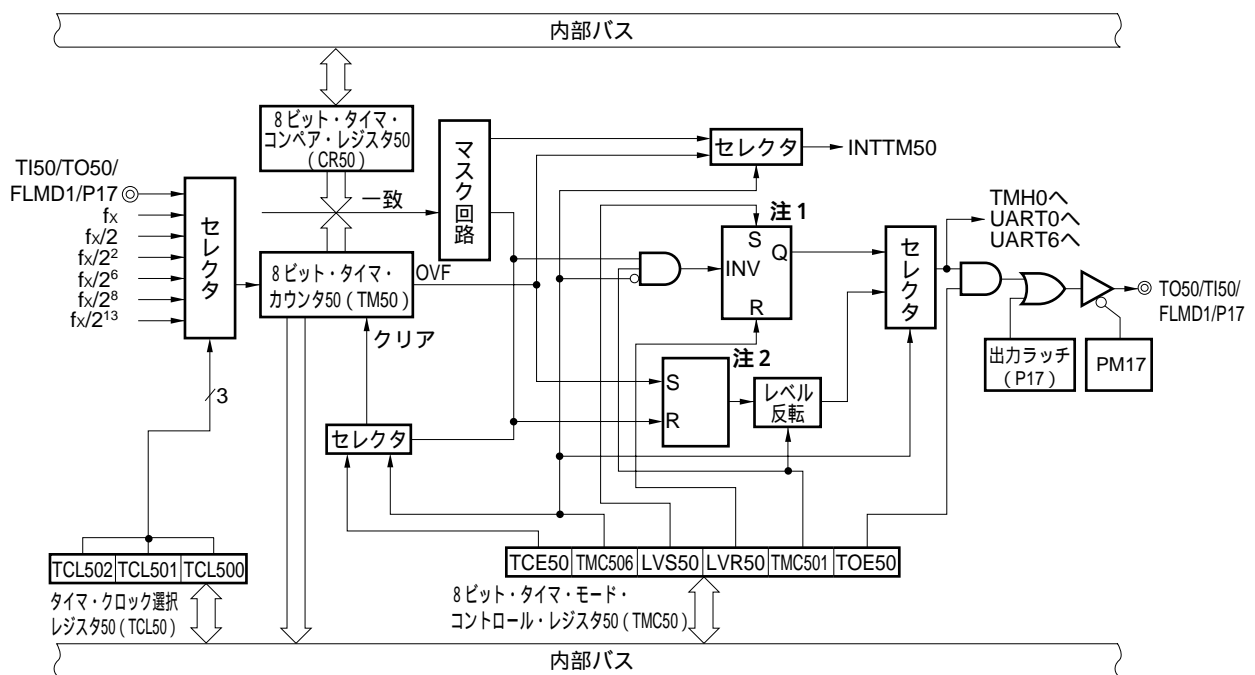 内部バス
8ビット・タイマ・
コンペア・レジスタ50
(CR50)
マスク回路
セレクタ
INTTM50
TI50/TO50/
FLMD1/P17
fX
fX/2
fX/2²
fX/2⁶
fX/2⁸
fX/2¹³
セレクタ
一致
8ビット・タイマ・
カウンタ50(TM50)
OVF
クリア
注1
S
INV
Q
R
セレクタ
TMH0へ
UART0へ
UART6へ
TO50/TI50/
FLMD1/P17
出力ラッチ
(P17)
PM17
注2
S
R
レベル
反転
3
セレクタ
TCL502 TCL501 TCL500
タイマ・クロック選択
レジスタ50(TCL50)
TCE50 TMC506 LVS50 LVR50 TMC501 TOE50
8ビット・タイマ・モード・
コントロール・レジスタ50(TMC50)
内部バス